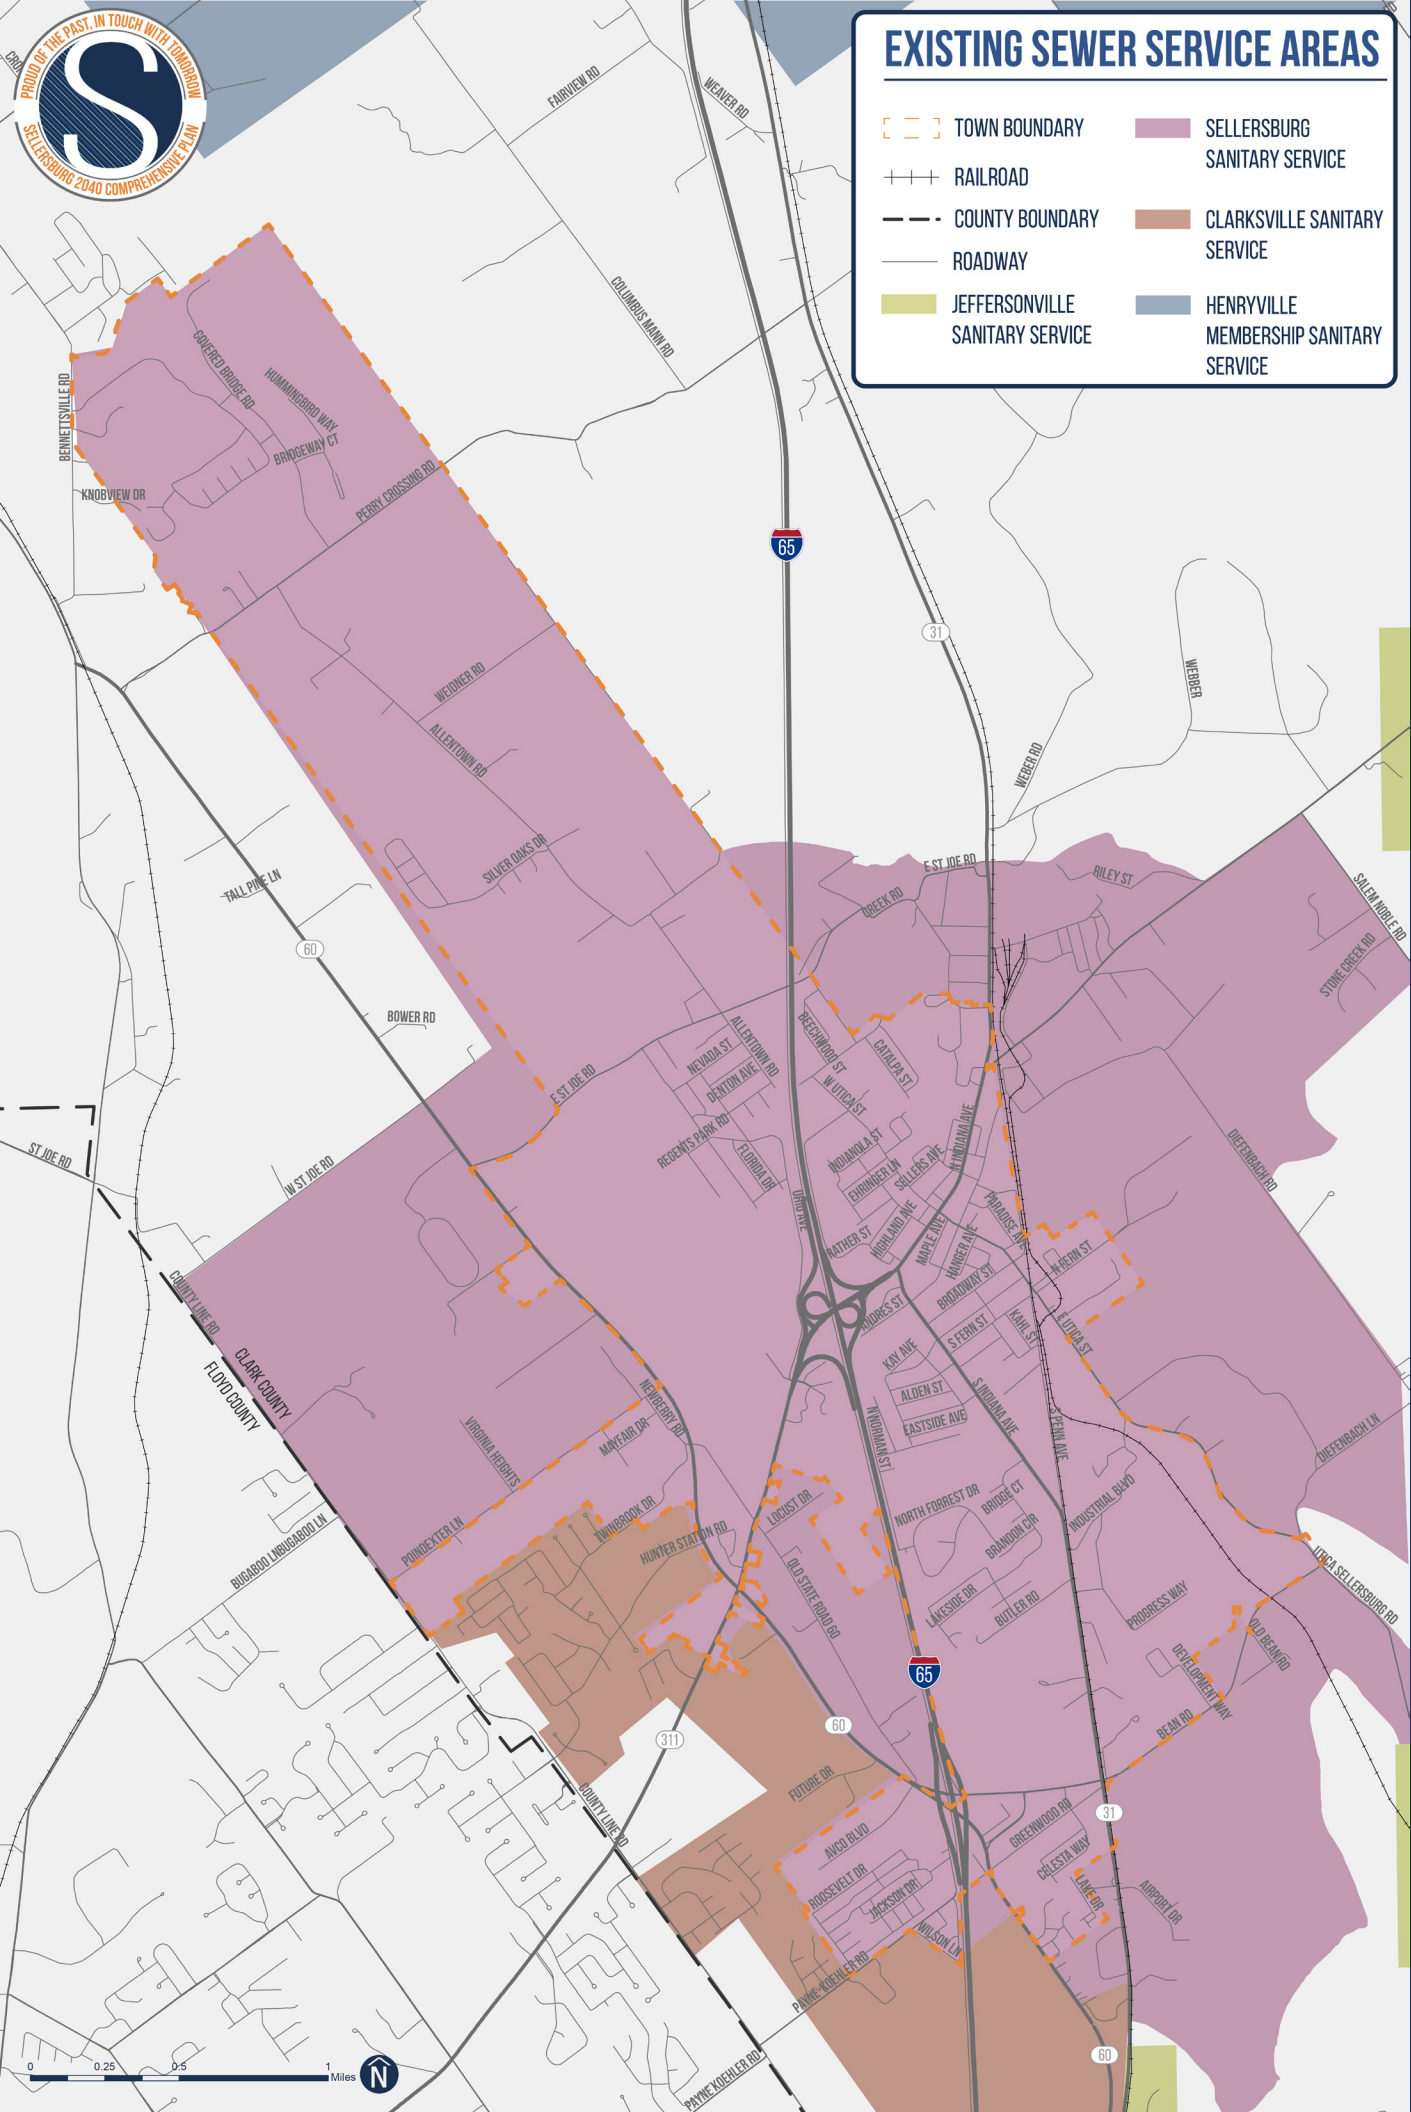 PROUD OF THE PAST, IN TOUCH WITH TOMORROW
S
SELLERSBURG 2040 COMPREHENSIVE PLAN
EXISTING SEWER SERVICE AREAS
TOWN BOUNDARY
RAILROAD
COUNTY BOUNDARY
ROADWAY
JEFFERSONVILLE
SANITARY SERVICE
SELLERSBURG
SANITARY SERVICE
CLARKSVILLE SANITARY
SERVICE
HENRYVILLE
MEMBERSHIP SANITARY
SERVICE
FAIRVIEW RD
WEAVER RD
COLUMBUS MANN RD
BENNETTSVILLE RD
COVERED BRIDGE RD
HUMMINGBIRD WAY
BRIDGEWAY CT
KNOBVIEW DR
PERRY CROSSING RD
65
31
WEIDNER RD
ALLENTOWN RD
WEBBER
WEBER RD
SILVER OAKS DR
TALL PINE LN
60
E ST JOE RD
CREEK RD
RILEY ST
SALEM NOBLE RD
STONE CREEK RD
BOWER RD
ALLENTOWN RD
NEVADA ST
DENTON AVE
BEECHWOOD ST
CATALPA ST
W UTICA ST
E ST JOE RD
REGENTS PARK RD
FLORIDA DR
N INDIANA AVE
INDIANOLA ST
EHRINGER LN
SELLERS AVE
DIEFENBACH RD
ST JOE RD
W ST JOE RD
PARADISE AVE
HIGHLAND AVE
MAPLE AVE
HANGER AVE
N FERN ST
COUNTY LINE RD
BROADWAY ST
ANDRES ST
S FERN ST
KAHL ST
E UTICA ST
CLARK COUNTY
FLOYD COUNTY
KAY AVE
ALDEN ST
EASTSIDE AVE
S INDIANA AVE
NEWBERRY RD
N NORMAN ST
S PENN AVE
DIEFENBACH LN
VIRGINIA HEIGHTS
MAYFAIR DR
NORTH FORREST DR
BRIDGE CT
INDUSTRIAL BLVD
BRANDON CIR
LOCUST DR
TWINBROOK DR
POINDEXTER LN
HUNTER STATION RD
BUGABOO LN
BUGABOO LN
OLD STATE ROAD 60
LAKESIDE DR
BUTLER RD
PROGRESS WAY
UTICA SELLERSBURG RD
OLD BEAN RD
DEVELOPMENT WAY
BEAN RD
65
60
311
FUTURE DR
COUNTY LINE RD
31
GREENWOOD RD
AVCO BLVD
CELESTA WAY
LAKE DR
ROOSEVELT DR
JACKSON DR
AIRPORT DR
WILSON LN
PAYNE-KOEHLER RD
60
PAYNE KOEHLER RD
0 0.25 0.5 1
Miles
N